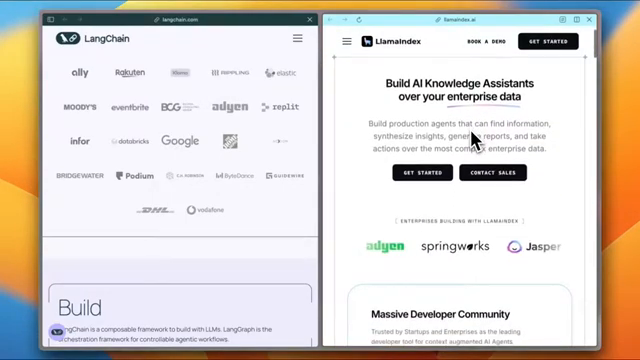 langchain.com
LangChain
ally
Rakuten
Klarna
RIPPLING
elastic
MOODY'S
eventbrite
BCG
adyen
replit
infor
databricks
Google
BRIDGEWATER
Podium
ByteDance
GUIDEWIRE
DHL
vodafone
Build
LangChain is a composable framework to build with LLMs. LangGraph is the
orchestration framework for controllable agentic workflows.
llamaindex.ai
LlamaIndex
BOOK A DEMO
GET STARTED
Build AI Knowledge Assistants
over your enterprise data
Build production agents that can find information,
synthesize insights, generate reports, and take
actions over the most complex enterprise data.
GET STARTED
CONTACT SALES
[ ENTERPRISES BUILDING WITH LLAMAINDEX ]
adyen
springworks
Jasper
Massive Developer Community
Trusted by Startups and Enterprises as the leading
developer tool for context augmented AI Agents